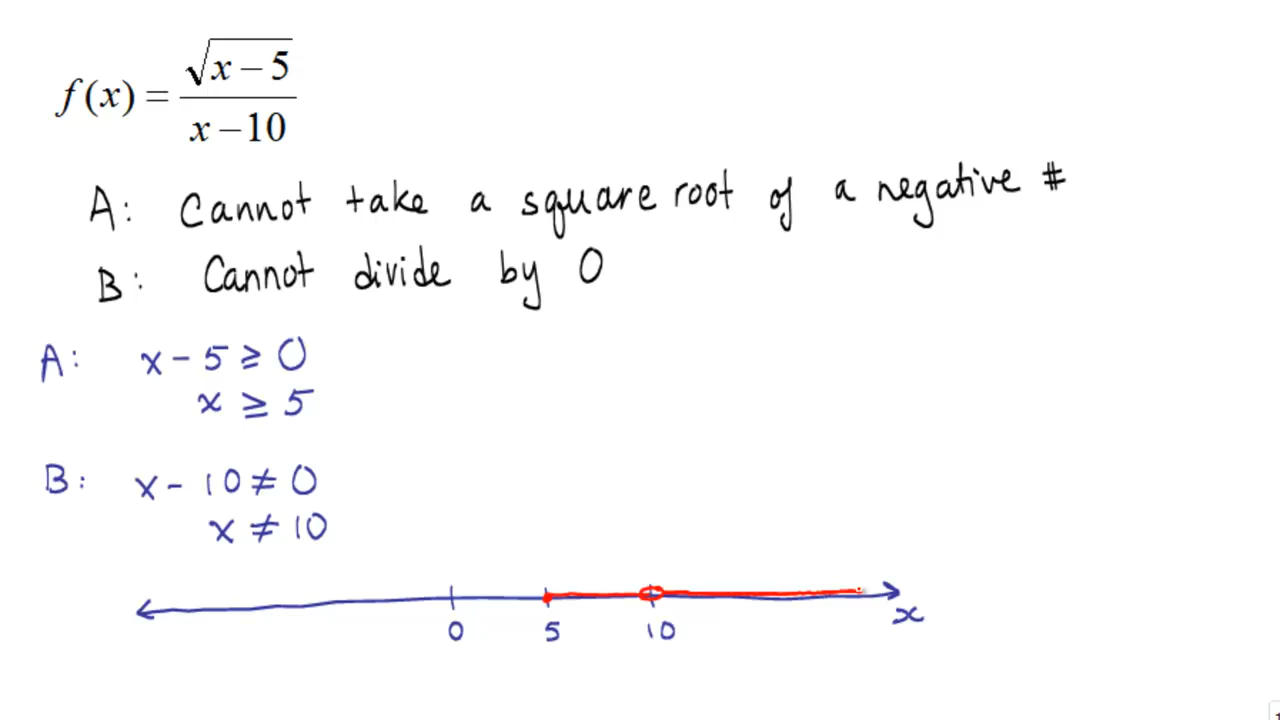 f(x) = √(x − 5) / (x − 10)
A: Cannot take a square root of a negative #
B: Cannot divide by 0
A: x - 5 ≥ 0
x ≥ 5
B: x - 10 ≠ 0
x ≠ 10
0 5 10 x